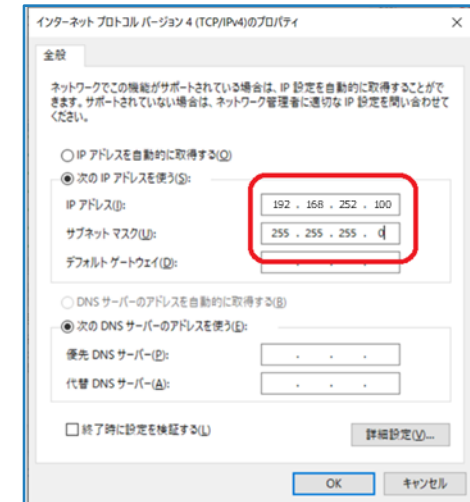 インターネット プロトコル バージョン 4 (TCP/IPv4)のプロパティ
全般
ネットワークでこの機能がサポートされている場合は、IP 設定を自動的に取得することがで
きます。サポートされていない場合は、ネットワーク管理者に適切な IP 設定を問い合わせて
ください。
IP アドレスを自動的に取得する(O)
次の IP アドレスを使う(S):
IP アドレス(I): 192 . 168 . 252 . 100
サブネット マスク(U): 255 . 255 . 255 . 0
デフォルト ゲートウェイ(D): . . .
DNS サーバーのアドレスを自動的に取得する(B)
次の DNS サーバーのアドレスを使う(E):
優先 DNS サーバー(P): . . .
代替 DNS サーバー(A): . . .
終了時に設定を検証する(L)
詳細設定(V)...
OK キャンセル